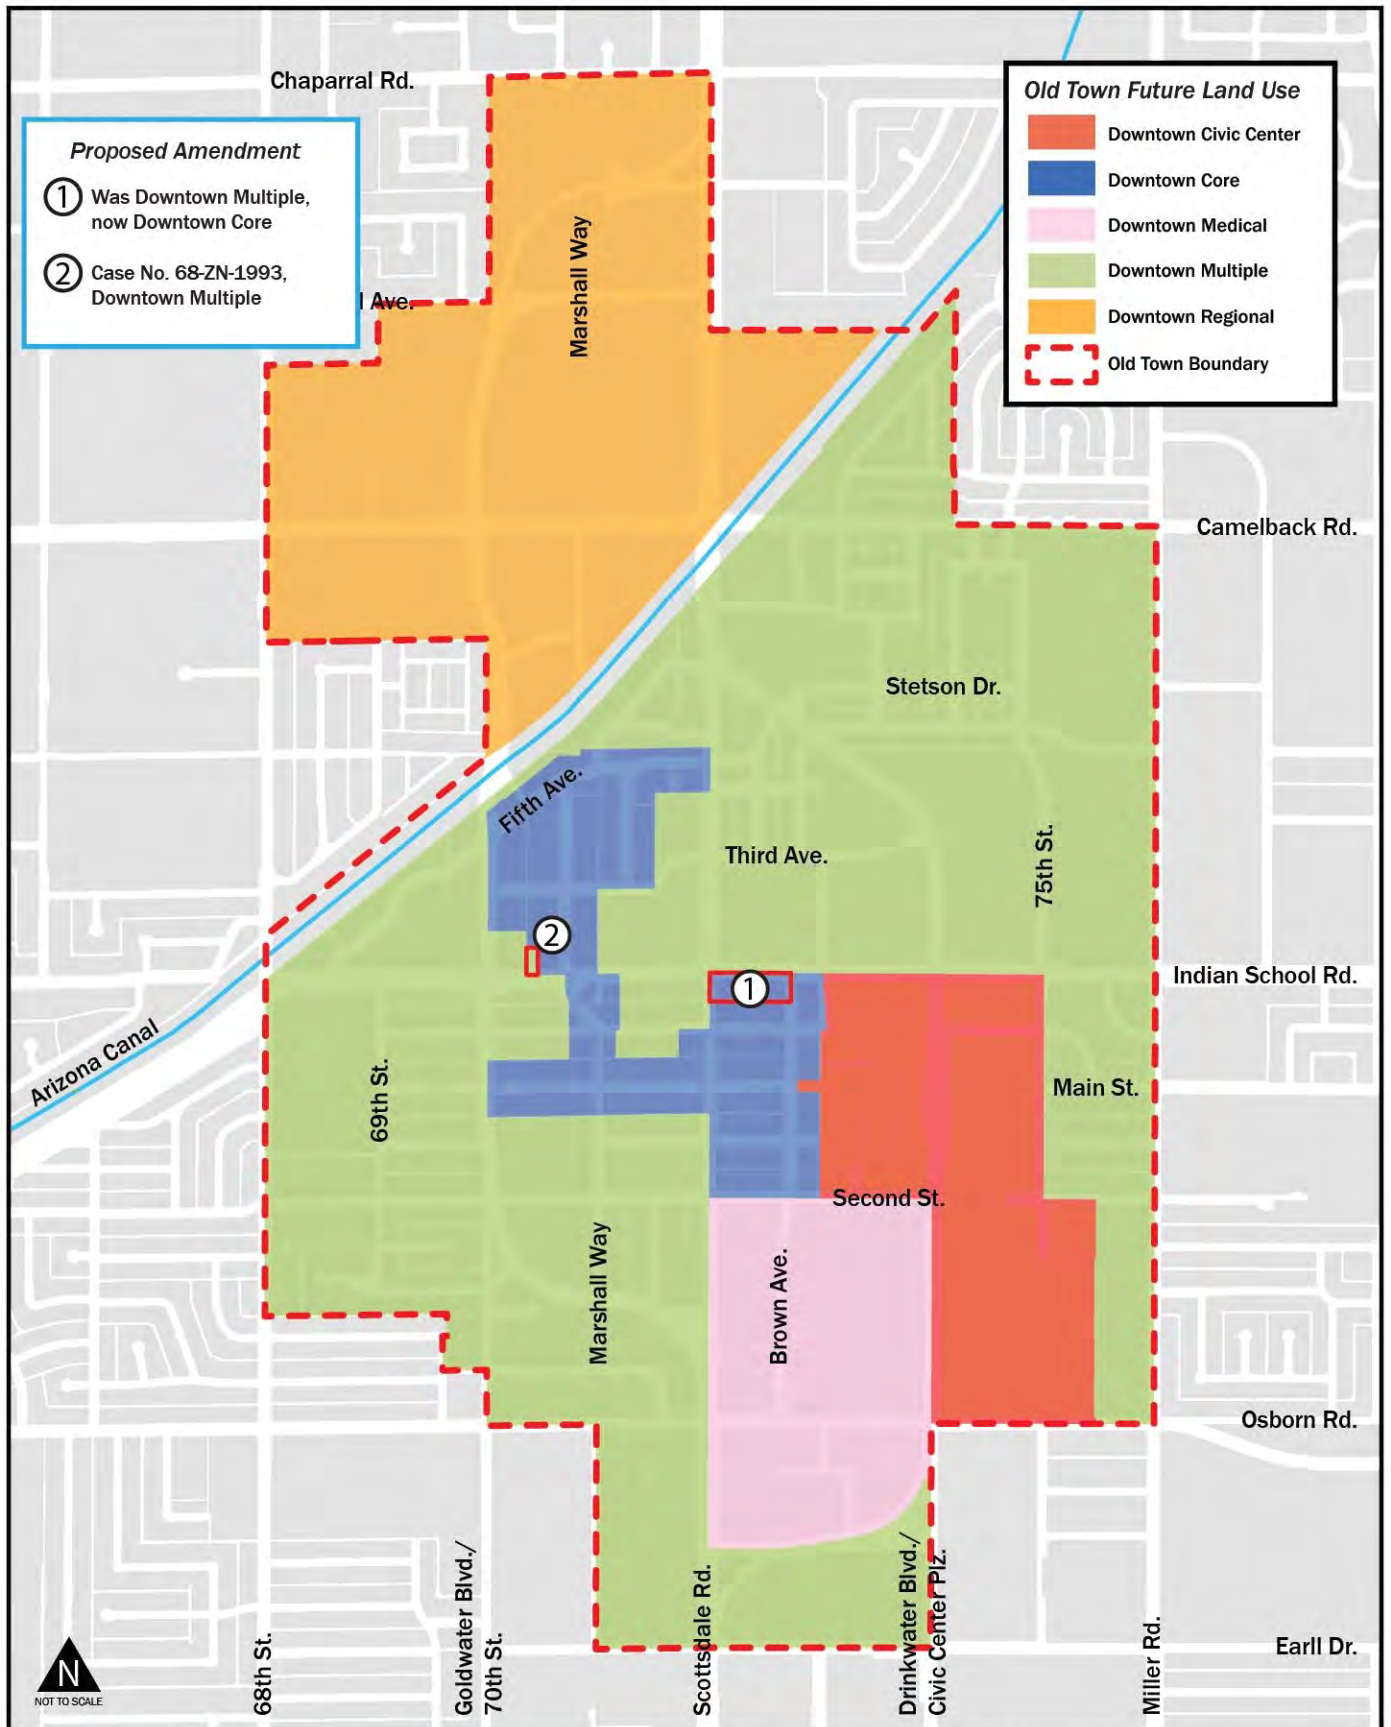 Chaparral Rd.
Proposed Amendment
1 Was Downtown Multiple,
now Downtown Core
2 Case No. 68-ZN-1993,
Downtown Multiple
Ave.
Marshall Way
Old Town Future Land Use
Downtown Civic Center
Downtown Core
Downtown Medical
Downtown Multiple
Downtown Regional
Old Town Boundary
Camelback Rd.
Stetson Dr.
Fifth Ave.
Third Ave.
75th St.
2
1
Indian School Rd.
Arizona Canal
69th St.
Main St.
Second St.
Marshall Way
Brown Ave.
Osborn Rd.
N
NOT TO SCALE
68th St.
Goldwater Blvd./
70th St.
Scottsdale Rd.
Drinkwater Blvd./
Civic Center Plz.
Miller Rd.
Earll Dr.